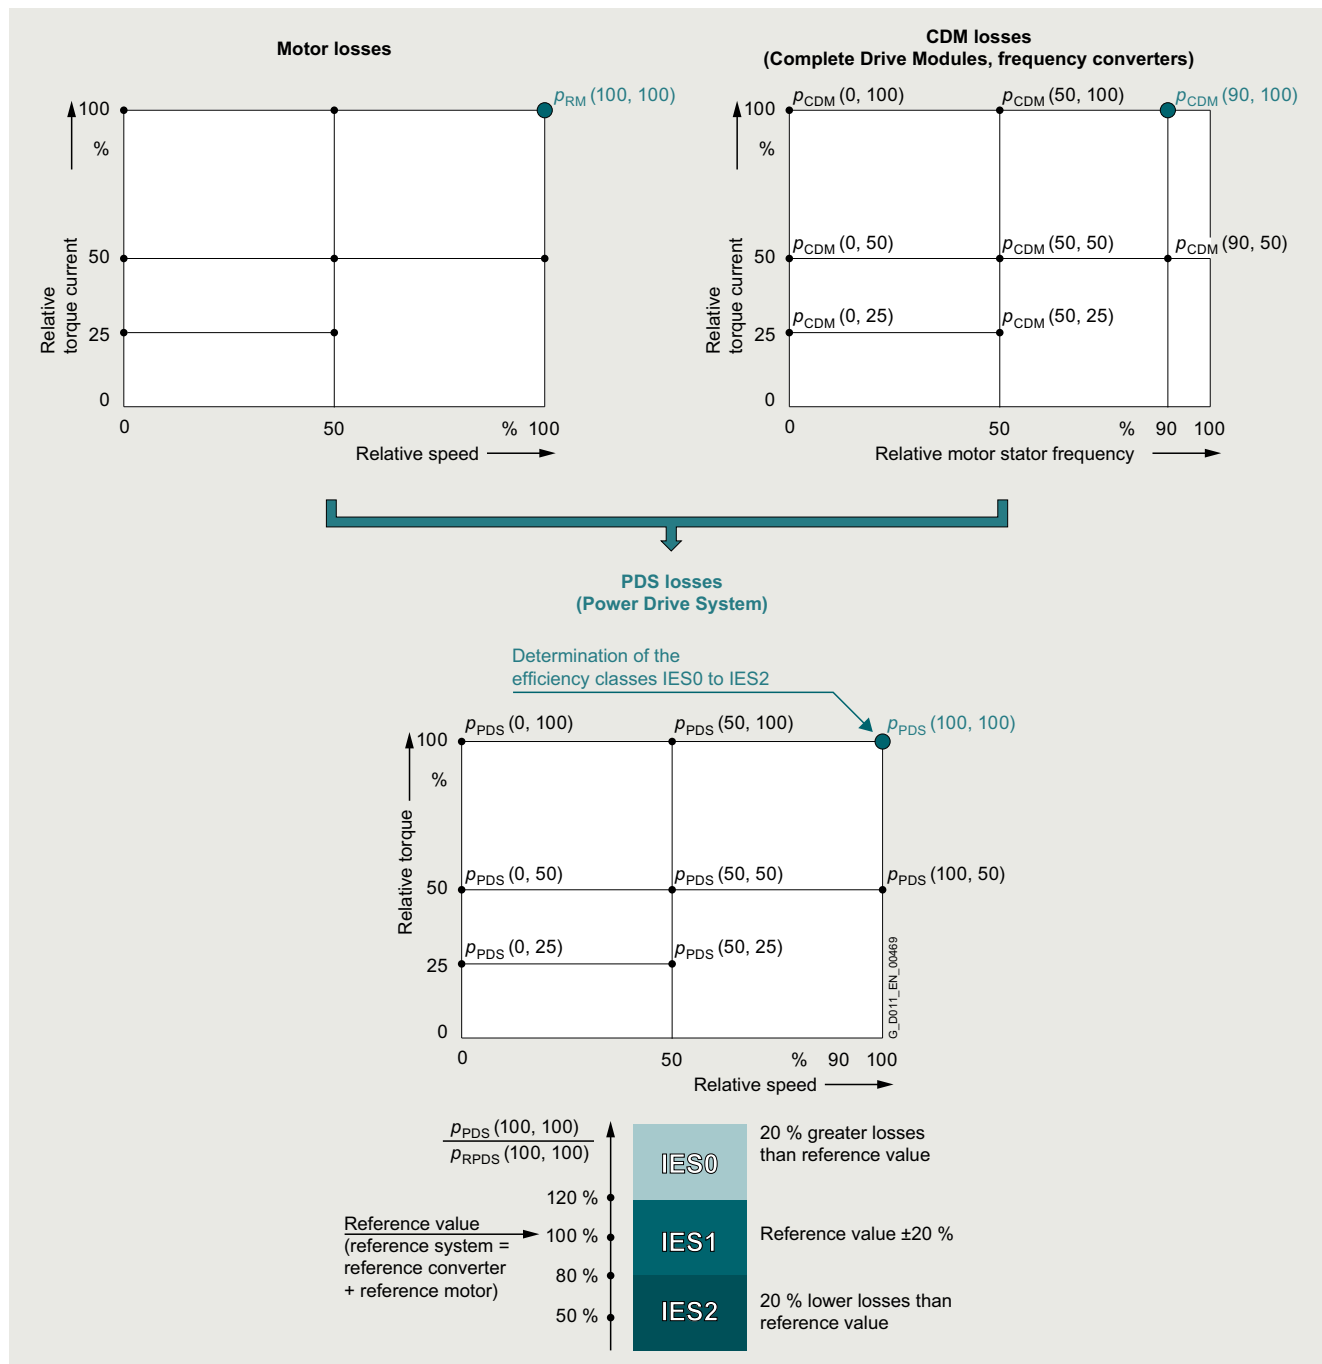 Motor losses
pRM (100, 100)
100
%
50
25
0
Relative
torque current
0
50
% 100
Relative speed
CDM losses
(Complete Drive Modules, frequency converters)
pCDM (0, 100)
pCDM (50, 100)
pCDM (90, 100)
100
%
pCDM (0, 50)
pCDM (50, 50)
pCDM (90, 50)
50
pCDM (0, 25)
pCDM (50, 25)
25
0
Relative
torque current
0
50
% 90 100
Relative motor stator frequency
PDS losses
(Power Drive System)
Determination of the
efficiency classes IES0 to IES2
pPDS (0, 100)
pPDS (50, 100)
pPDS (100, 100)
100
%
Relative torque
pPDS (0, 50)
pPDS (50, 50)
pPDS (100, 50)
50
pPDS (0, 25)
pPDS (50, 25)
25
0
G_D011_EN_00469
0
50
% 90 100
Relative speed
pPDS (100, 100)
pRPDS (100, 100)
IES0
20 % greater losses
than reference value
120 %
Reference value
(reference system =
reference converter
+ reference motor)
100 %
IES1
Reference value ±20 %
80 %
50 %
IES2
20 % lower losses than
reference value